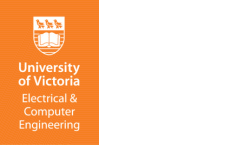 University
of Victoria
Electrical &
Computer
Engineering